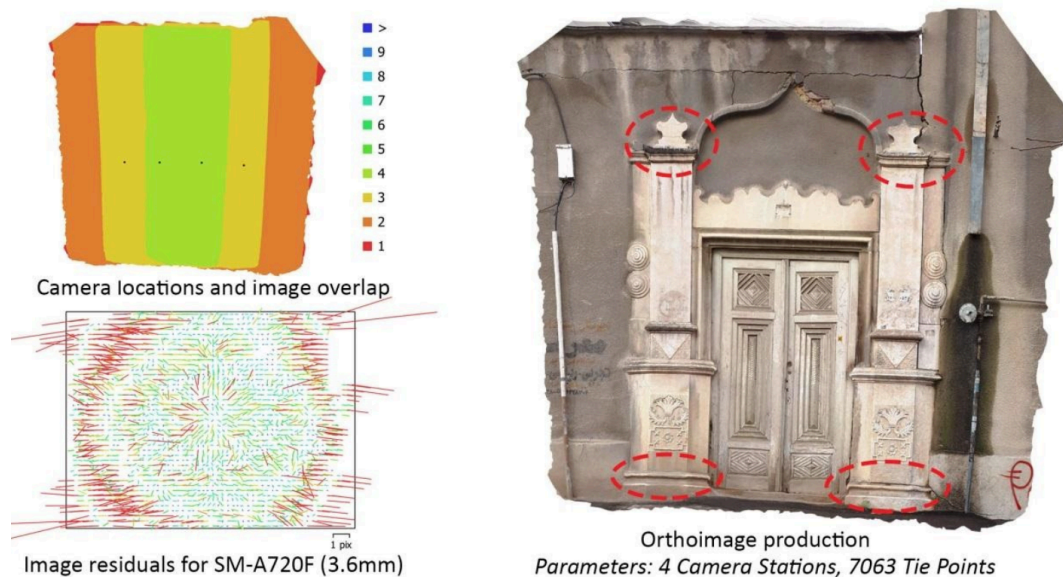 >
9
8
7
6
5
4
3
2
1
Camera locations and image overlap
1 pix
Image residuals for SM-A720F (3.6mm)
Orthoimage production
Parameters: 4 Camera Stations, 7063 Tie Points